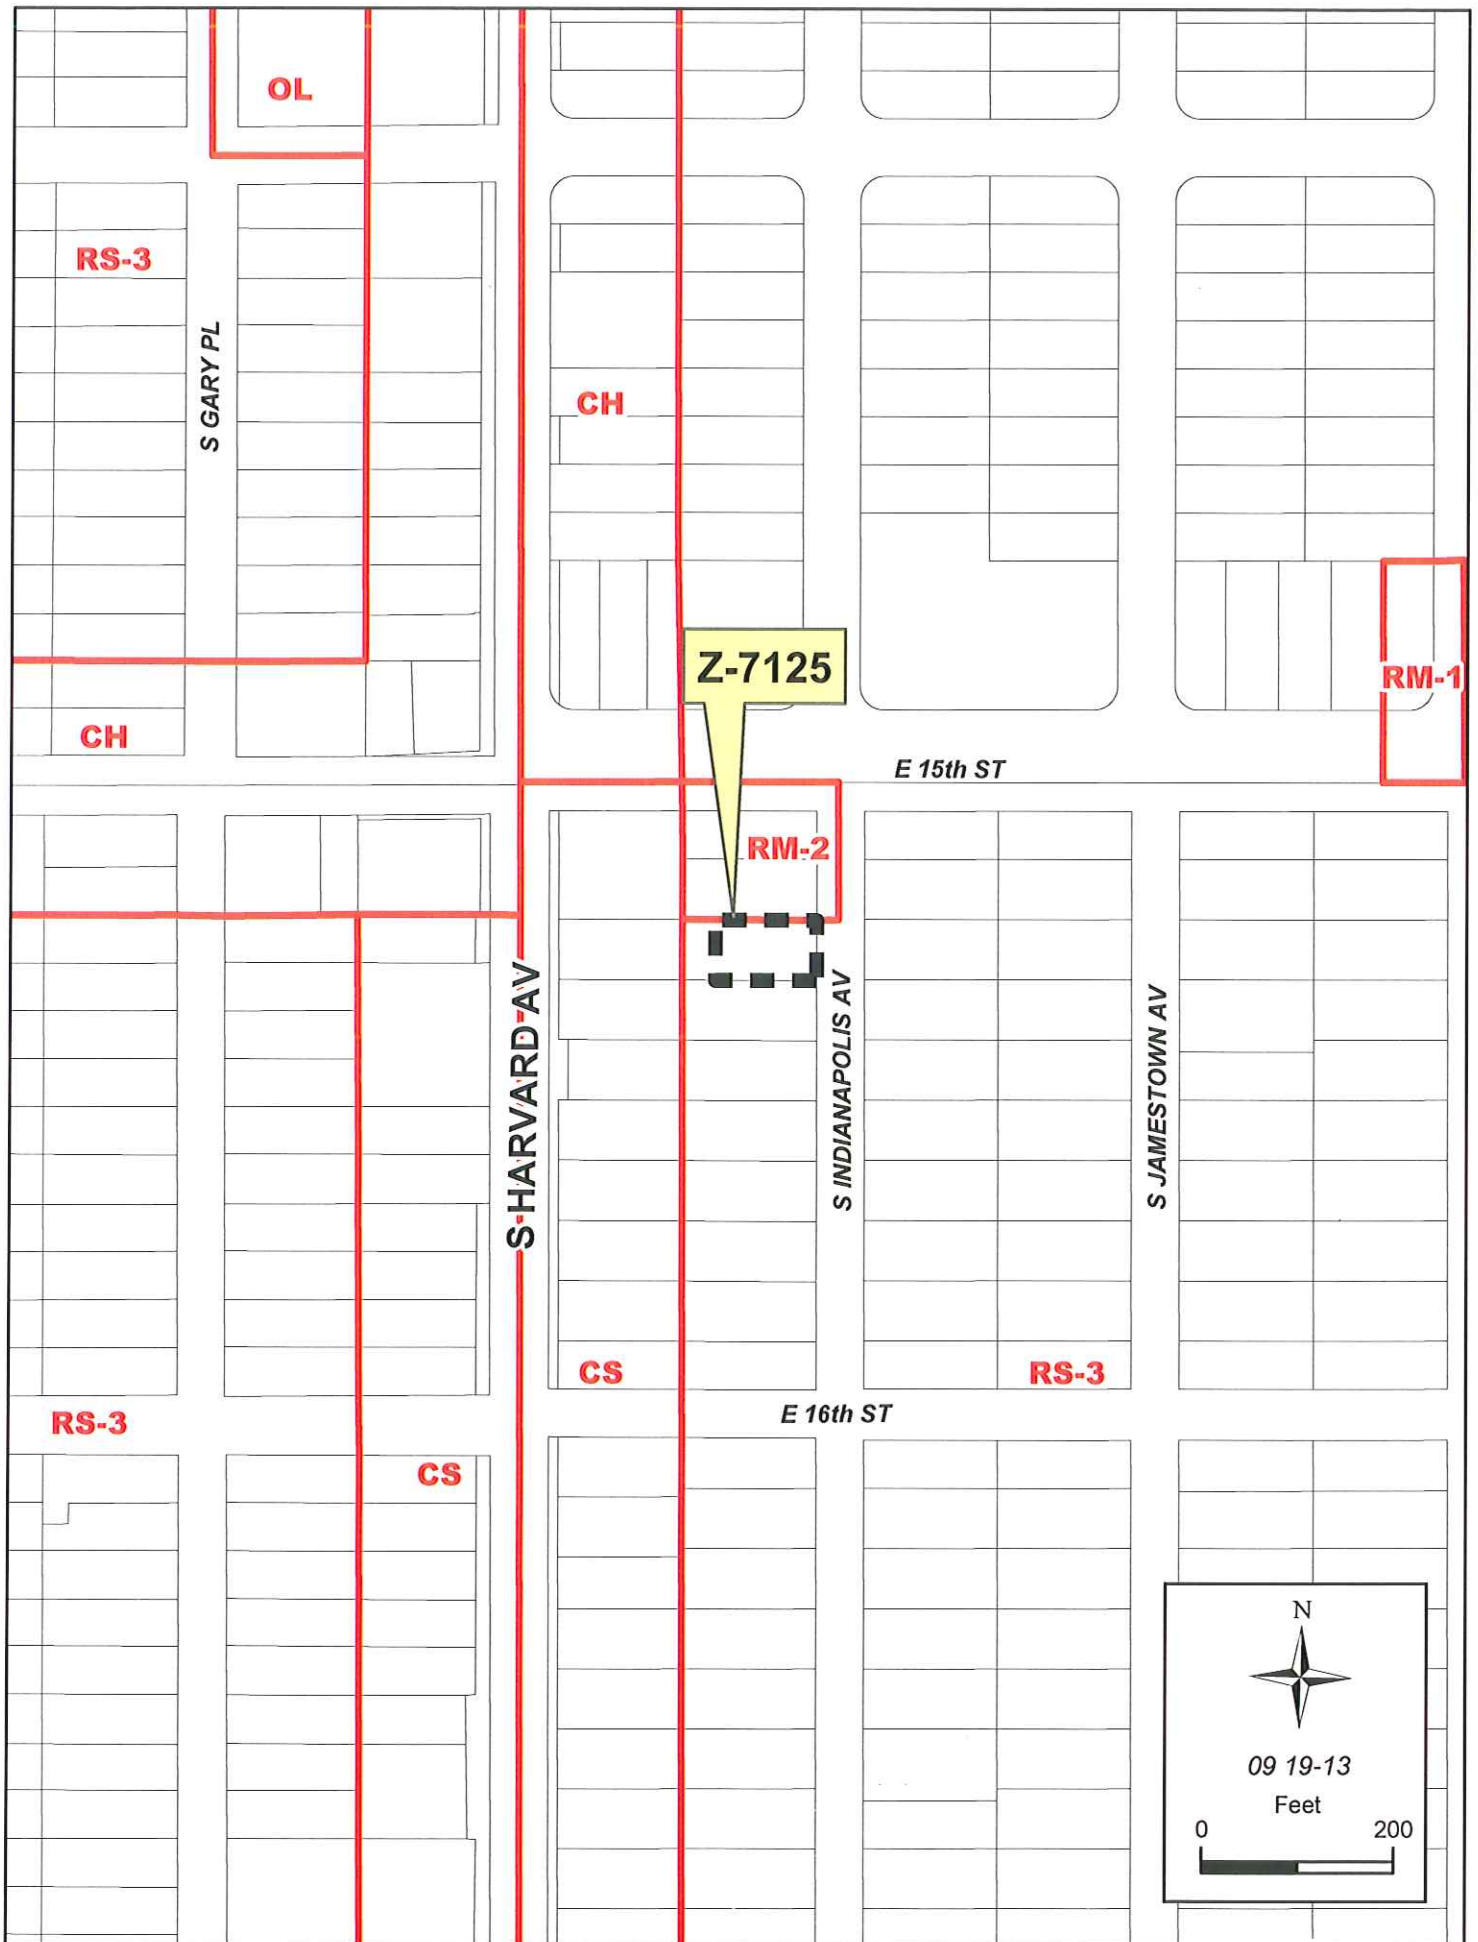 OL
RS-3
S GARY PL
CH
Z-7125
RM-1
CH
E 15th ST
RM-2
S HARVARD AV
S INDIANAPOLIS AV
S JAMESTOWN AV
CS
RS-3
E 16th ST
RS-3
CS
N
09 19-13
Feet
0 200